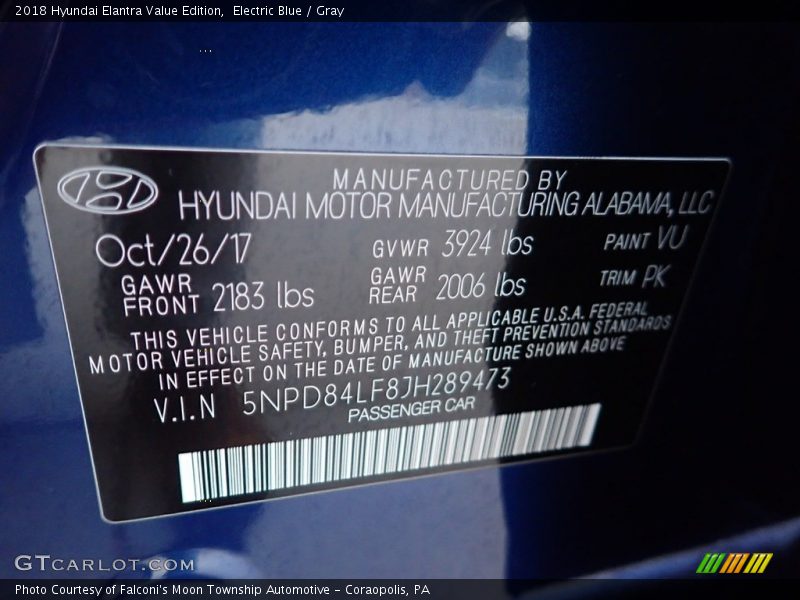 2018 Hyundai Elantra Value Edition, Electric Blue / Gray
MANUFACTURED BY
HYUNDAI MOTOR MANUFACTURING ALABAMA, LLC
Oct/26/17 GVWR 3924 lbs PAINT VU
GAWR FRONT 2183 lbs GAWR REAR 2006 lbs TRIM PK
THIS VEHICLE CONFORMS TO ALL APPLICABLE U.S.A. FEDERAL
MOTOR VEHICLE SAFETY, BUMPER, AND THEFT PREVENTION STANDARDS
IN EFFECT ON THE DATE OF MANUFACTURE SHOWN ABOVE
V.I.N 5NPD84LF8JH289473
PASSENGER CAR
GTCARLOT.COM
Photo Courtesy of Falconi's Moon Township Automotive - Coraopolis, PA